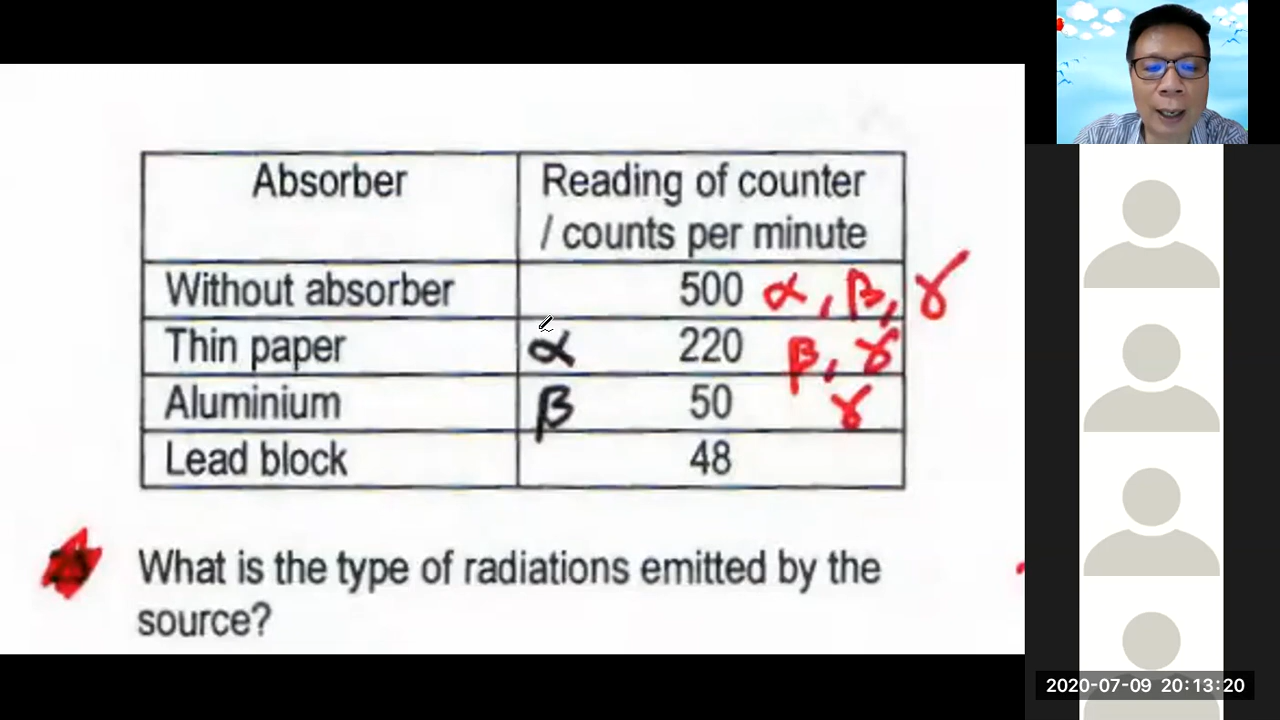 Absorber
Reading of counter
/ counts per minute
Without absorber 500 α, β, γ
Thin paper α 220 β, γ
Aluminium β 50 γ
Lead block 48
What is the type of radiations emitted by the
source?
2020-07-09 20:13:20